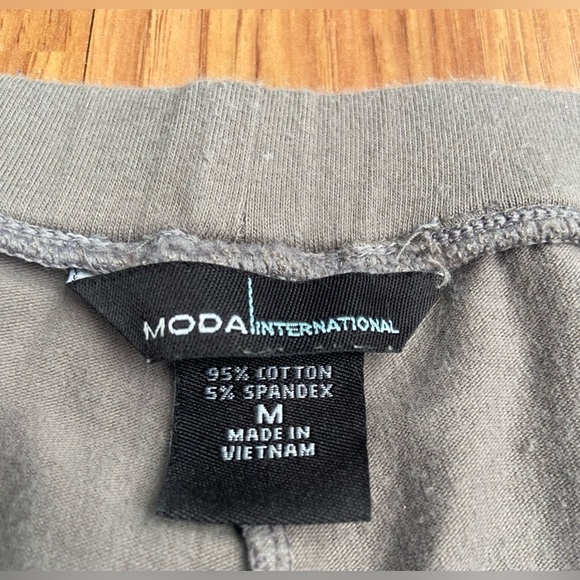 MODA INTERNATIONAL
95% COTTON
5% SPANDEX
M
MADE IN
VIETNAM